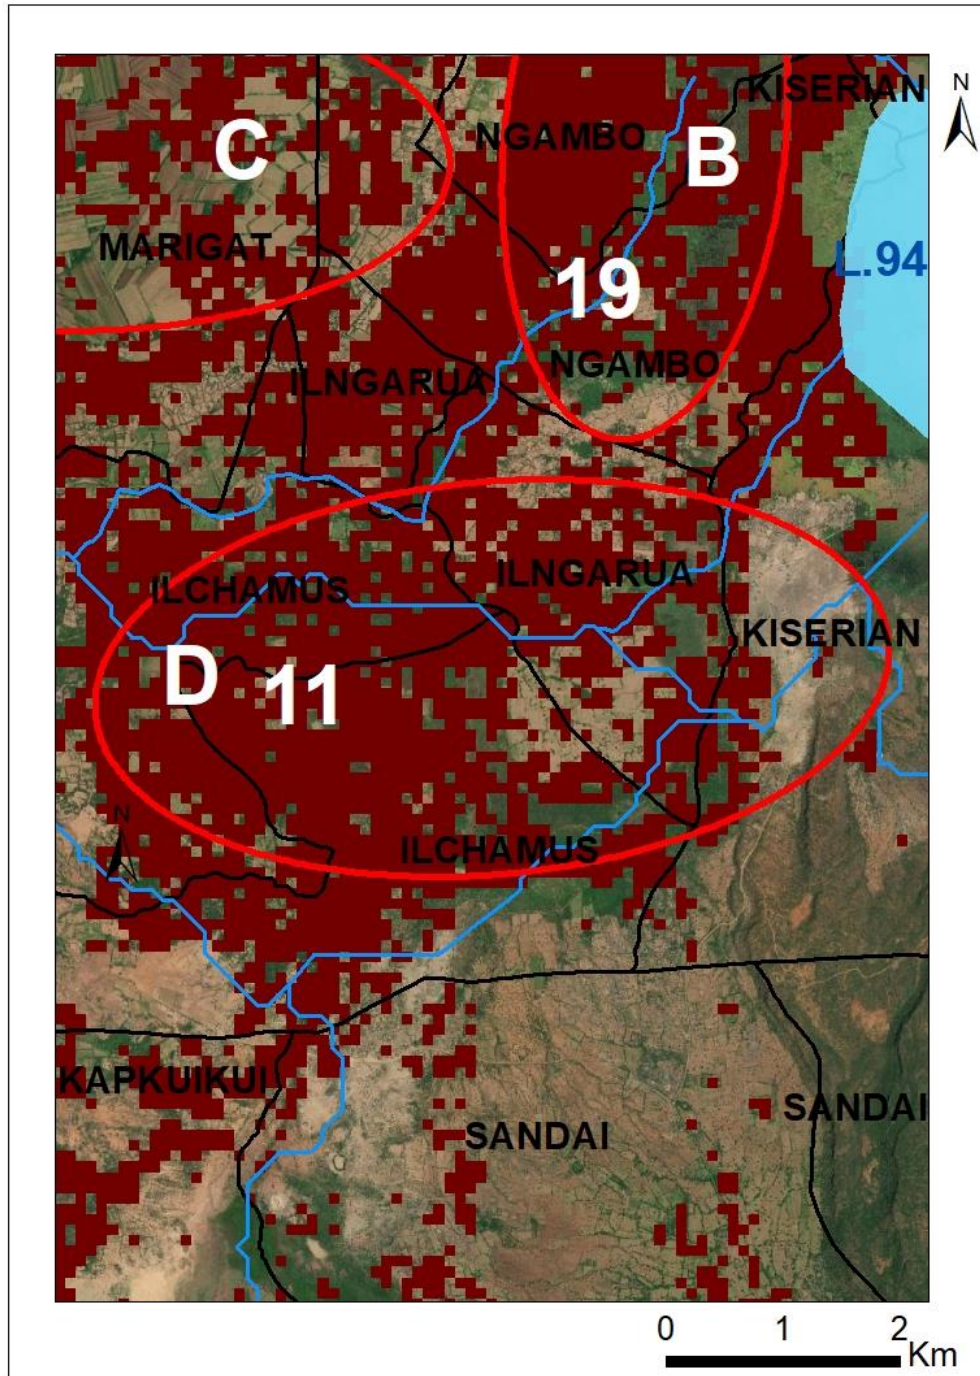 N
KISERIAN
NGAMBO
C
B
MARIGAT
L.94
19
NGAMBO
ILNGARUA
ILNGARUA
ILCHAMUS
KISERIAN
D
11
N
ILCHAMUS
KAPKUIKUI
SANDAI
SANDAI
0 1 2
Km